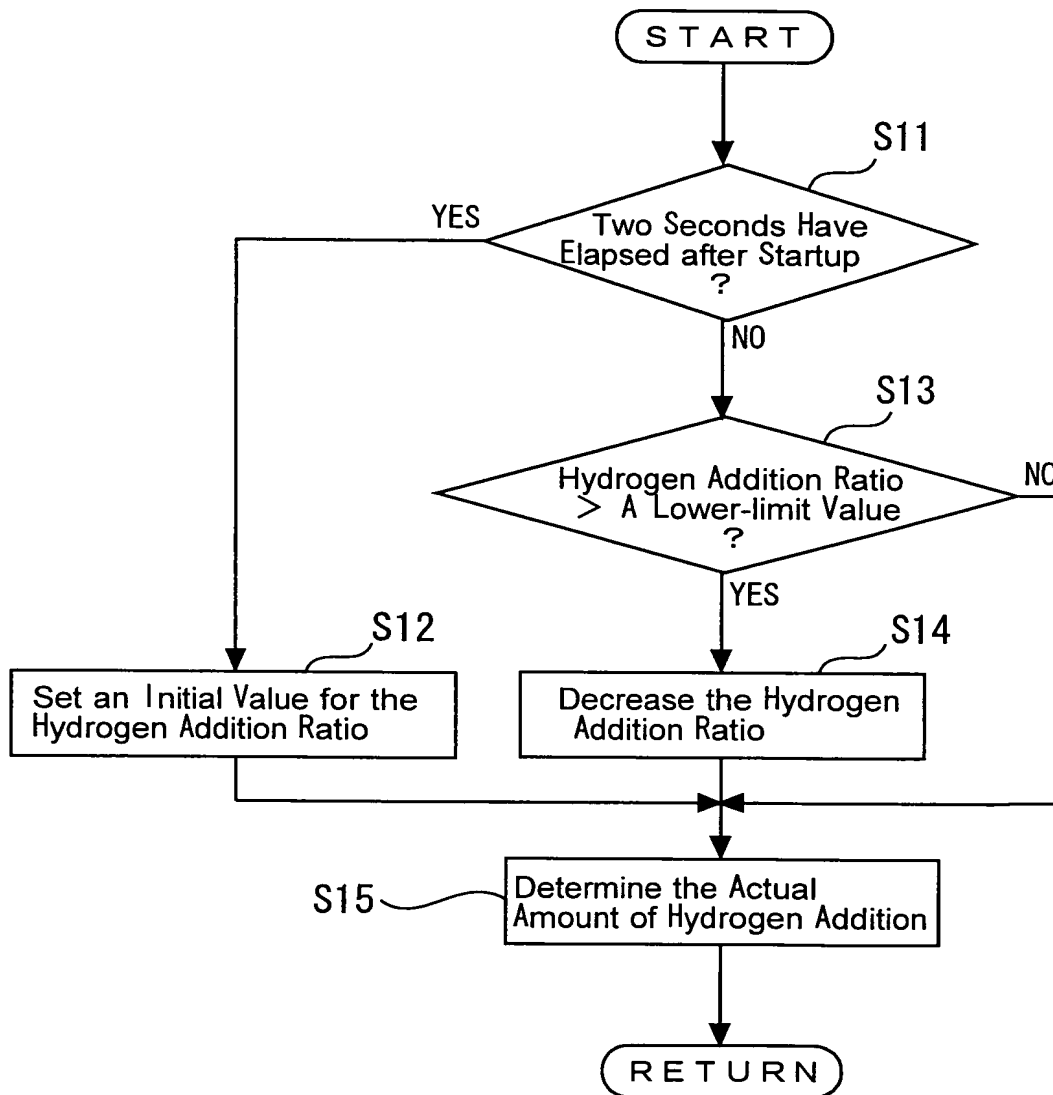 START
S11
YES
Two Seconds Have
Elapsed after Startup
?
NO
S13
Hydrogen Addition Ratio
> A Lower-limit Value
?
NO
YES
S12
Set an Initial Value for the
Hydrogen Addition Ratio
S14
Decrease the Hydrogen
Addition Ratio
S15
Determine the Actual
Amount of Hydrogen Addition
RETURN